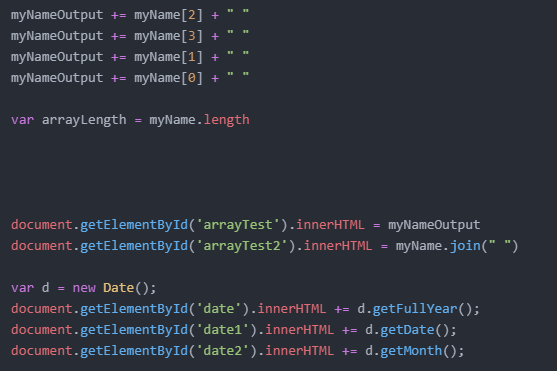 myNameOutput += myName[2] + " "
myNameOutput += myName[3] + " "
myNameOutput += myName[1] + " "
myNameOutput += myName[0] + " "
var arrayLength = myName.length
document.getElementById('arrayTest').innerHTML = myNameOutput
document.getElementById('arrayTest2').innerHTML = myName.join(" ")
var d = new Date();
document.getElementById('date').innerHTML += d.getFullYear();
document.getElementById('date1').innerHTML += d.getDate();
document.getElementById('date2').innerHTML += d.getMonth();